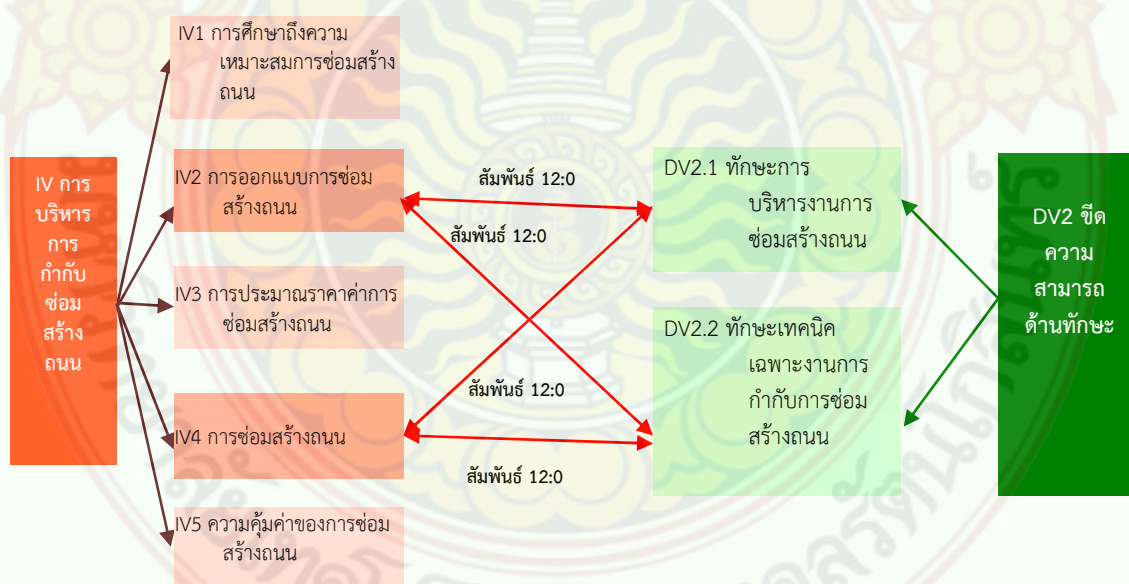 IV การ
บริหาร
การ
กำกับ
ซ่อม
สร้าง
ถนน
IV1 การศึกษาถึงความ
เหมาะสมการซ่อมสร้าง
ถนน
IV2 การออกแบบการซ่อม
สร้างถนน
IV3 การประมาณราคาค่าการ
ซ่อมสร้างถนน
IV4 การซ่อมสร้างถนน
IV5 ความคุ้มค่าของการซ่อม
สร้างถนน
สัมพันธ์ 12:0
สัมพันธ์ 12:0
สัมพันธ์ 12:0
สัมพันธ์ 12:0
DV2.1 ทักษะการ
บริหารงานการ
ซ่อมสร้างถนน
DV2.2 ทักษะเทคนิค
เฉพาะงานการ
กำกับการซ่อม
สร้างถนน
DV2 ขีด
ความ
สามารถ
ด้านทักษะ